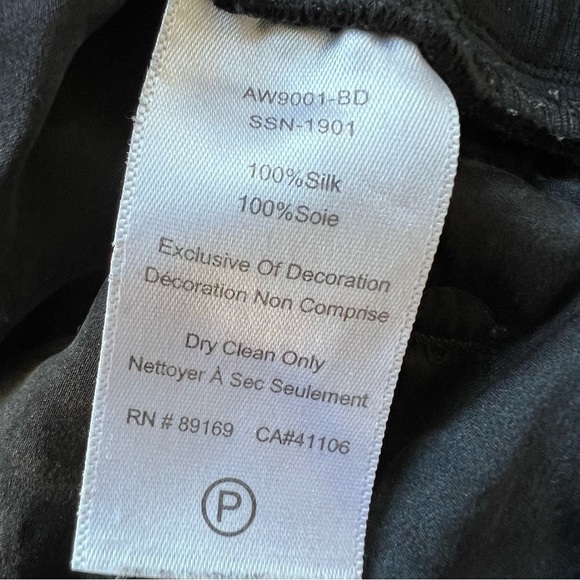 AW9001-BD
SSN-1901
100%Silk
100%Soie
Exclusive Of Decoration
Décoration Non Comprise
Dry Clean Only
Nettoyer À Sec Seulement
RN # 89169 CA#41106
P